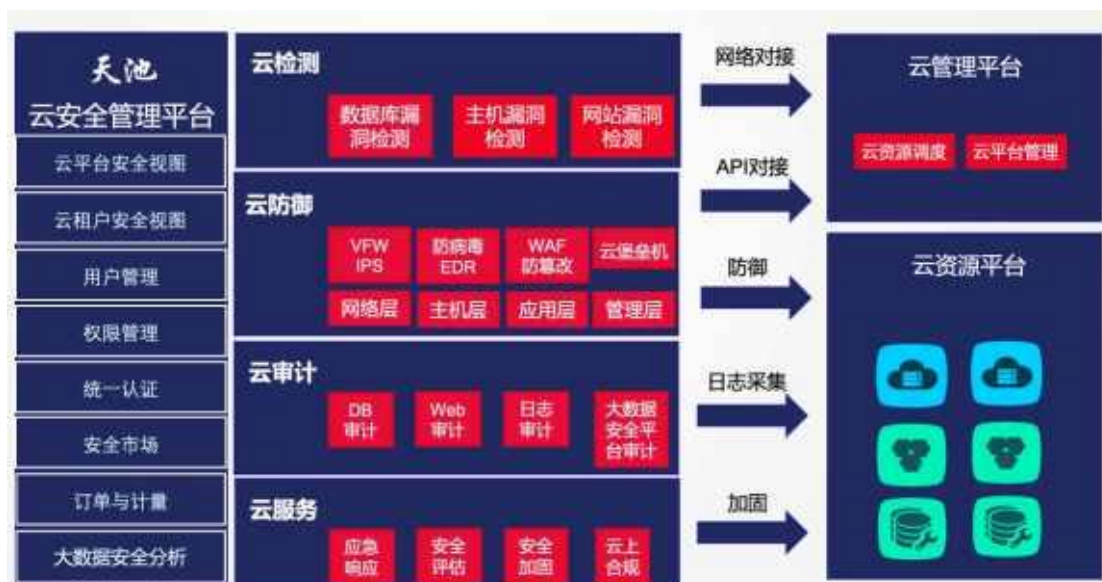 天池
云安全管理平台
云平台安全视图
云租户安全视图
用户管理
权限管理
统一认证
安全市场
订单与计量
大数据安全分析
云检测
数据库漏
洞检测
主机漏洞
检测
网站漏洞
检测
云防御
VFW
IPS
防病毒
EDR
WAF
防篡改
云堡垒机
网络层
主机层
应用层
管理层
云审计
DB
审计
Web
审计
日志
审计
大数据
安全平
台审计
云服务
应急
响应
安全
评估
安全
加固
云上
合规
网络对接
API对接
防御
日志采集
加固
云管理平台
云资源调度
云平台管理
云资源平台